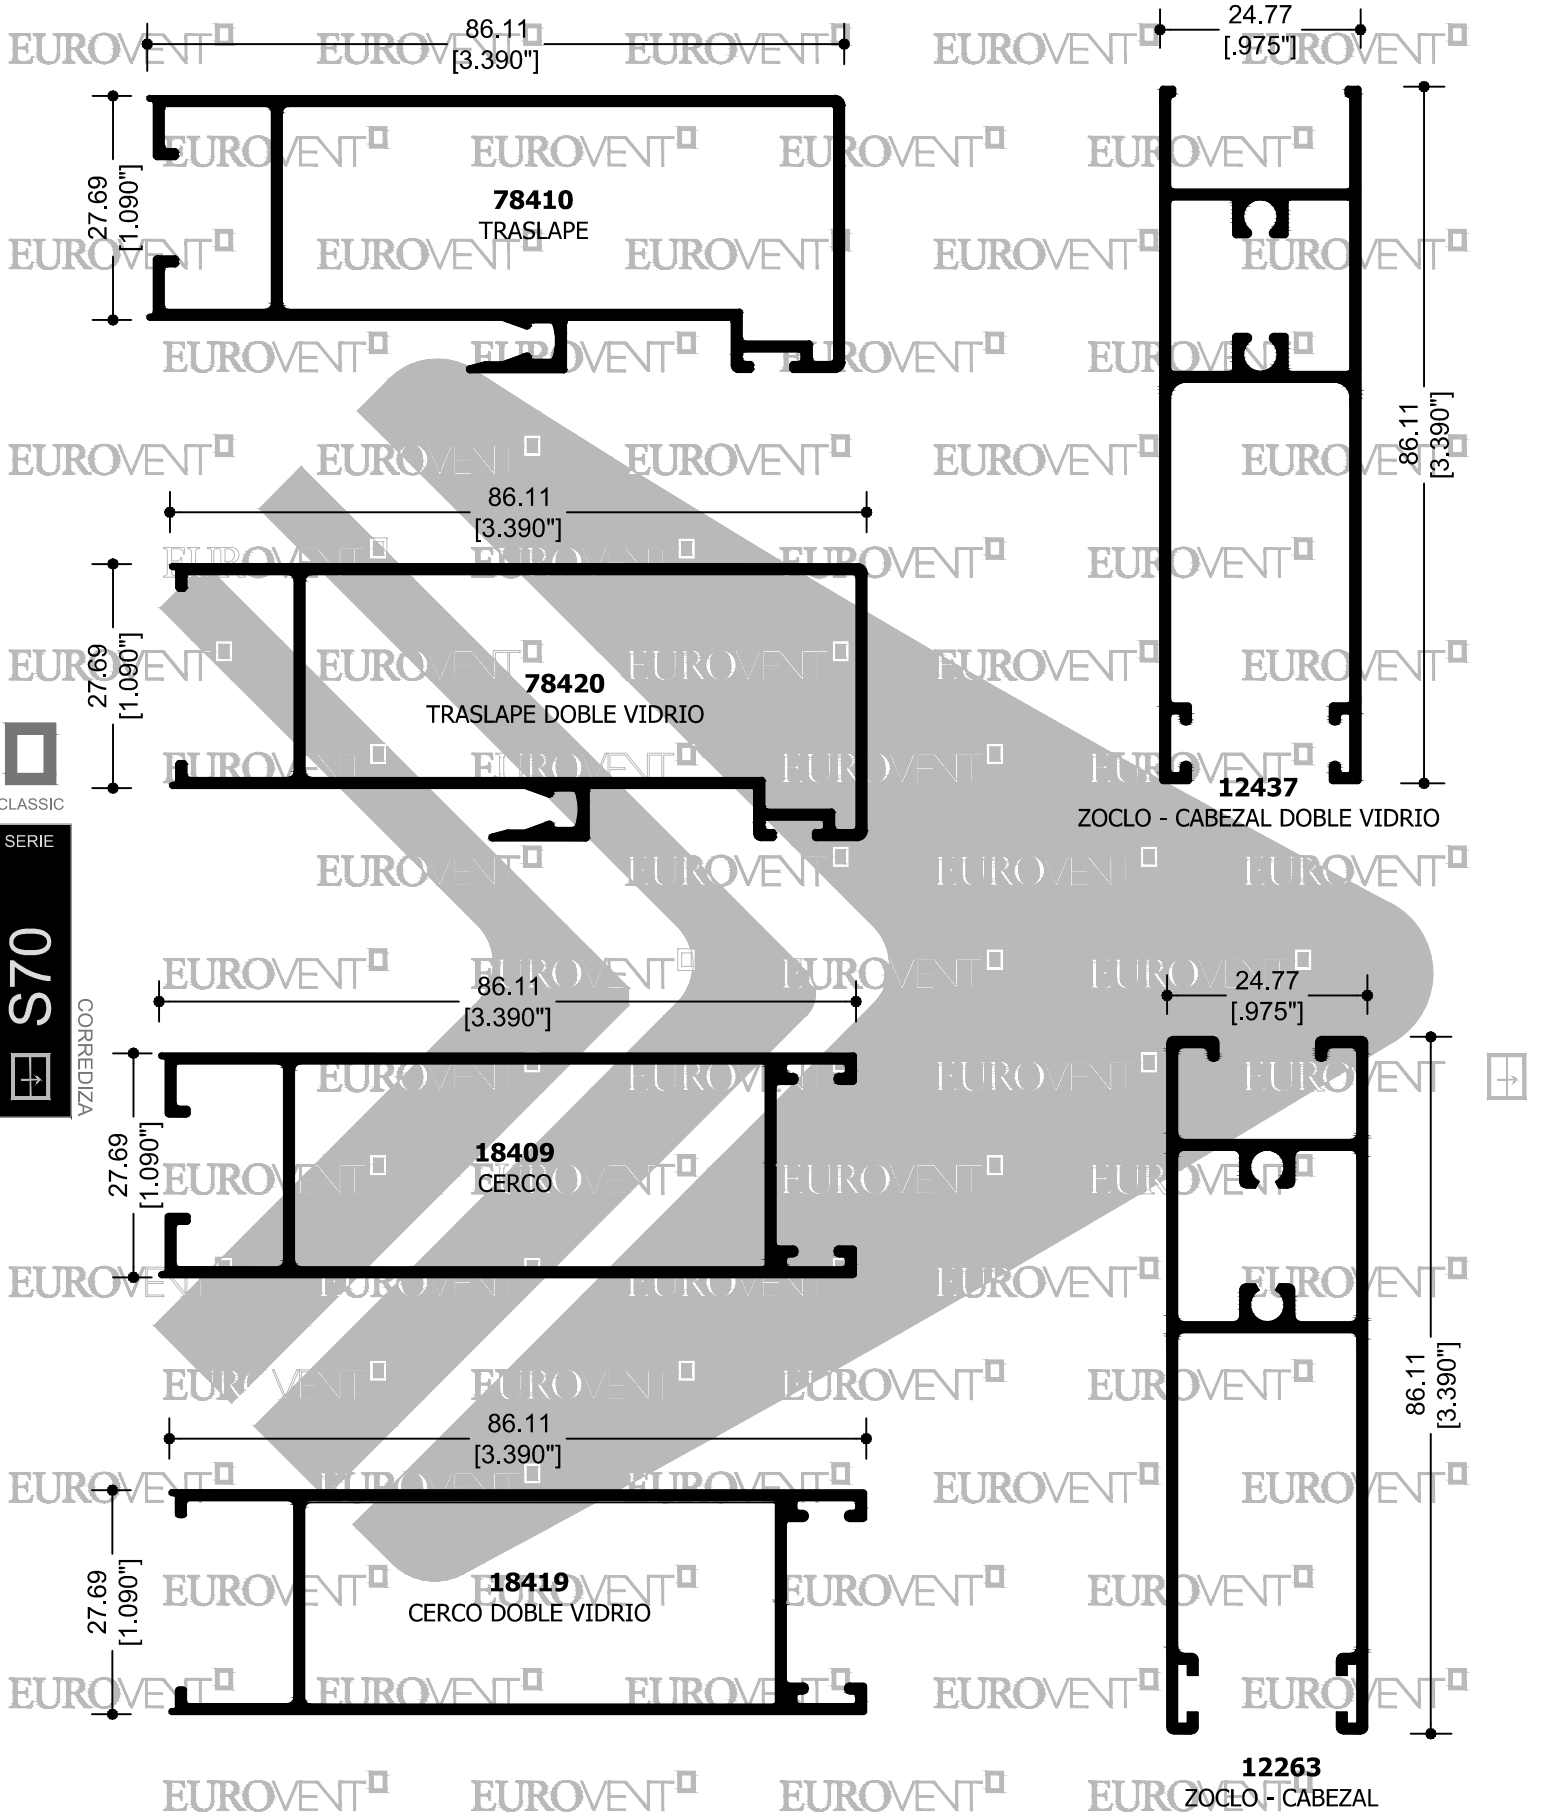 86.11
[3.390"]
27.69
[1.090"]
78410
TRASLAPE
24.77
[.975"]
86.11
[3.390"]
12437
ZOCLO - CABEZAL DOBLE VIDRIO
86.11
[3.390"]
27.69
[1.090"]
78420
TRASLAPE DOBLE VIDRIO
CLASSIC
SERIE
S70
CORREDIZA
86.11
[3.390"]
27.69
[1.090"]
18409
CERCO
24.77
[.975"]
86.11
[3.390"]
12263
ZOCLO - CABEZAL
86.11
[3.390"]
27.69
[1.090"]
18419
CERCO DOBLE VIDRIO
EUROVENT